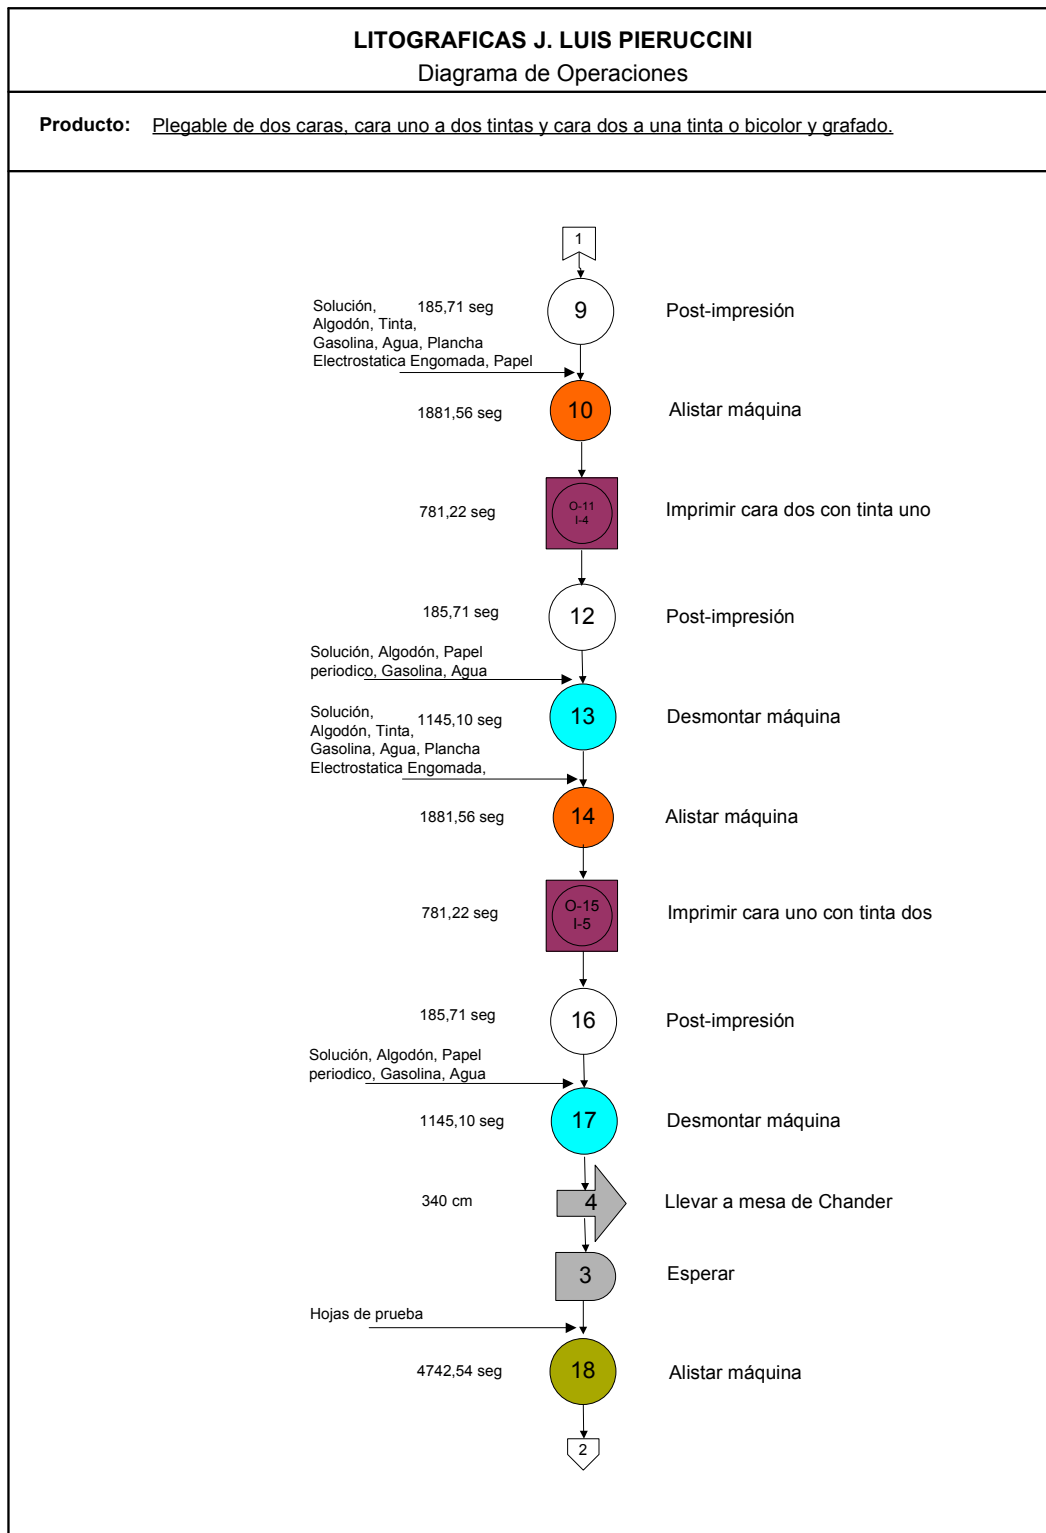 LITOGRAFICAS J. LUIS PIERUCCINI
Diagrama de Operaciones
Producto: Plegable de dos caras, cara uno a dos tintas y cara dos a una tinta o bicolor y grafado.
1
Solución, 185,71 seg 9 Post-impresión
Algodón, Tinta,
Gasolina, Agua, Plancha
Electrostatica Engomada, Papel
1881,56 seg 10 Alistar máquina
781,22 seg O-11 Imprimir cara dos con tinta uno
I-4
185,71 seg 12 Post-impresión
Solución, Algodón, Papel
periodico, Gasolina, Agua
13 Desmontar máquina
Solución, 1145,10 seg
Algodón, Tinta,
Gasolina, Agua, Plancha
Electrostatica Engomada,
1881,56 seg 14 Alistar máquina
781,22 seg O-15 Imprimir cara uno con tinta dos
I-5
185,71 seg 16 Post-impresión
Solución, Algodón, Papel
periodico, Gasolina, Agua
1145,10 seg 17 Desmontar máquina
340 cm 4 Llevar a mesa de Chander
3 Esperar
Hojas de prueba
4742,54 seg 18 Alistar máquina
2